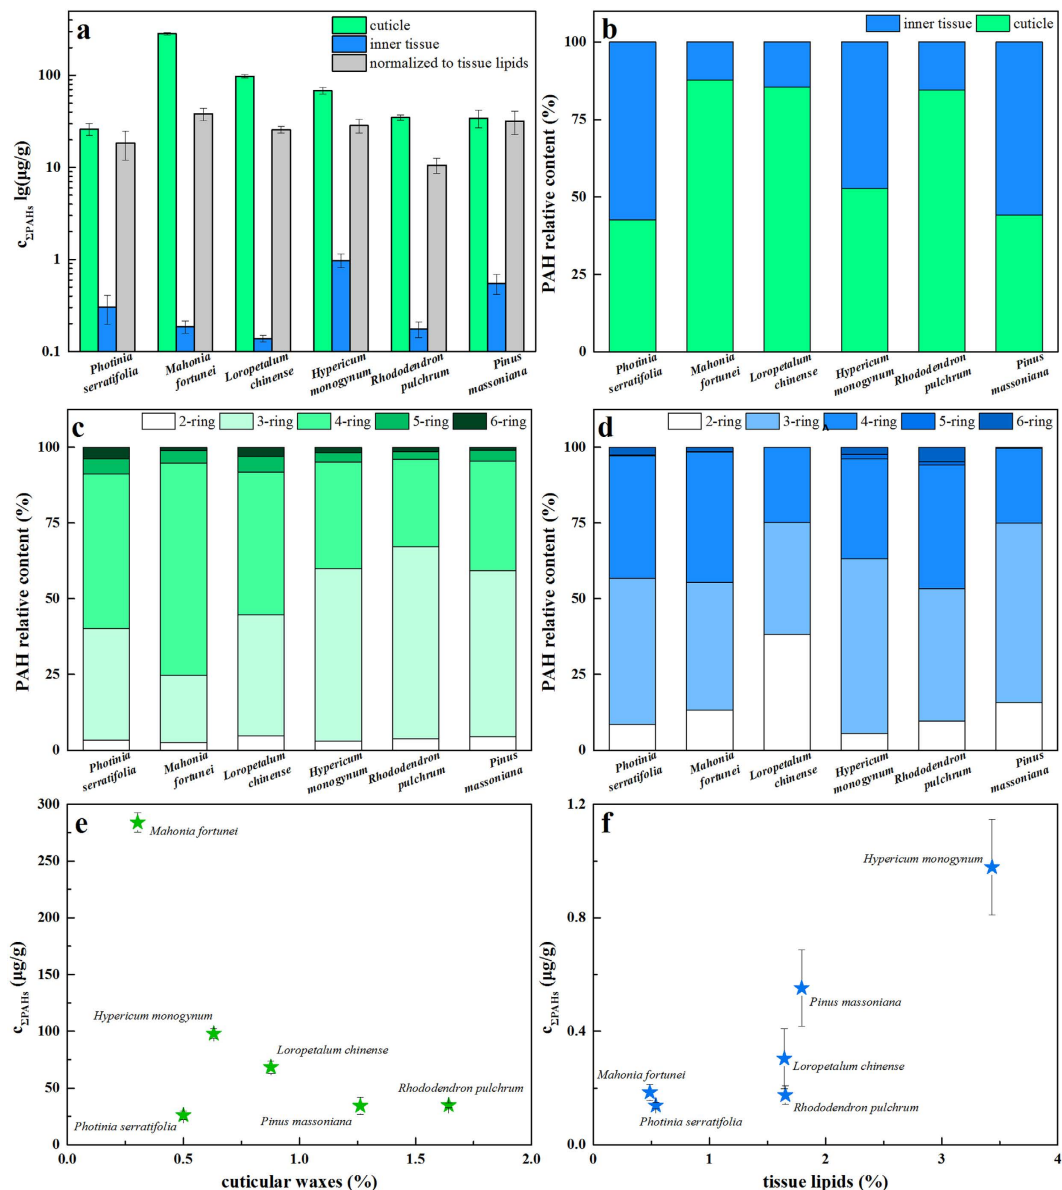 a
cuticle
inner tissue
normalized to tissue lipids
c_ΣPAHs lg(μg/g)
100
10
1
0.1
Photinia
serratifolia
Mahonia
fortunei
Loropetalum
chinense
Hypericum
monogynum
Rhododendron
pulchrum
Pinus
massoniana
b
inner tissue
cuticle
PAH relative content (%)
100
75
50
25
0
Photinia
serratifolia
Mahonia
fortunei
Loropetalum
chinense
Hypericum
monogynum
Rhododendron
pulchrum
Pinus
massoniana
2-ring 3-ring 4-ring 5-ring 6-ring
c
PAH relative content (%)
100
75
50
25
0
Photinia
serratifolia
Mahonia
fortunei
Loropetalum
chinense
Hypericum
monogynum
Rhododendron
pulchrum
Pinus
massoniana
2-ring 3-ring 4-ring 5-ring 6-ring
d
PAH relative content (%)
100
75
50
25
0
Photinia
serratifolia
Mahonia
fortunei
Loropetalum
chinense
Hypericum
monogynum
Rhododendron
pulchrum
Pinus
massoniana
e
c_ΣPAHs (μg/g)
300
250
200
150
100
50
0
Mahonia fortunei
Hypericum monogynum
Loropetalum chinense
Rhododendron pulchrum
Photinia serratifolia
Pinus massoniana
0.0 0.5 1.0 1.5 2.0
cuticular waxes (%)
f
c_ΣPAHs (μg/g)
1.2
0.8
0.4
0.0
Hypericum monogynum
Pinus massoniana
Loropetalum chinense
Mahonia fortunei
Rhododendron pulchrum
Photinia serratifolia
0 1 2 3 4
tissue lipids (%)